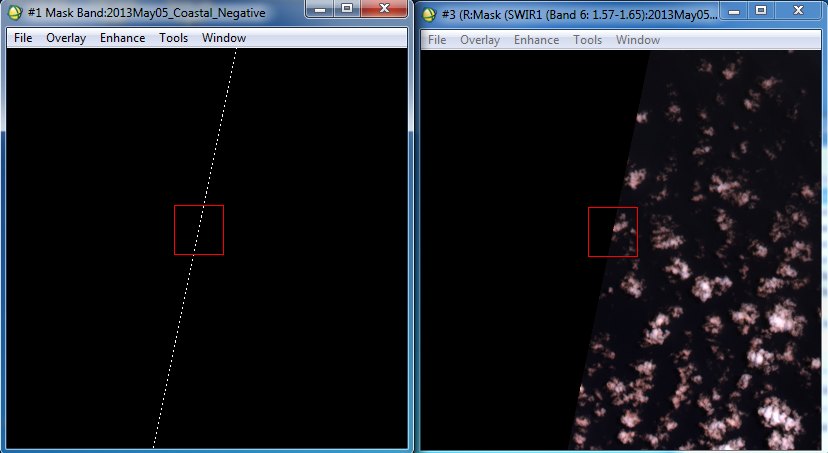 #1 Mask Band:2013May05_Coastal_Negative
File Overlay Enhance Tools Window
#3 (R:Mask (SWIR1 (Band 6: 1.57-1.65):2013May05...
File Overlay Enhance Tools Window